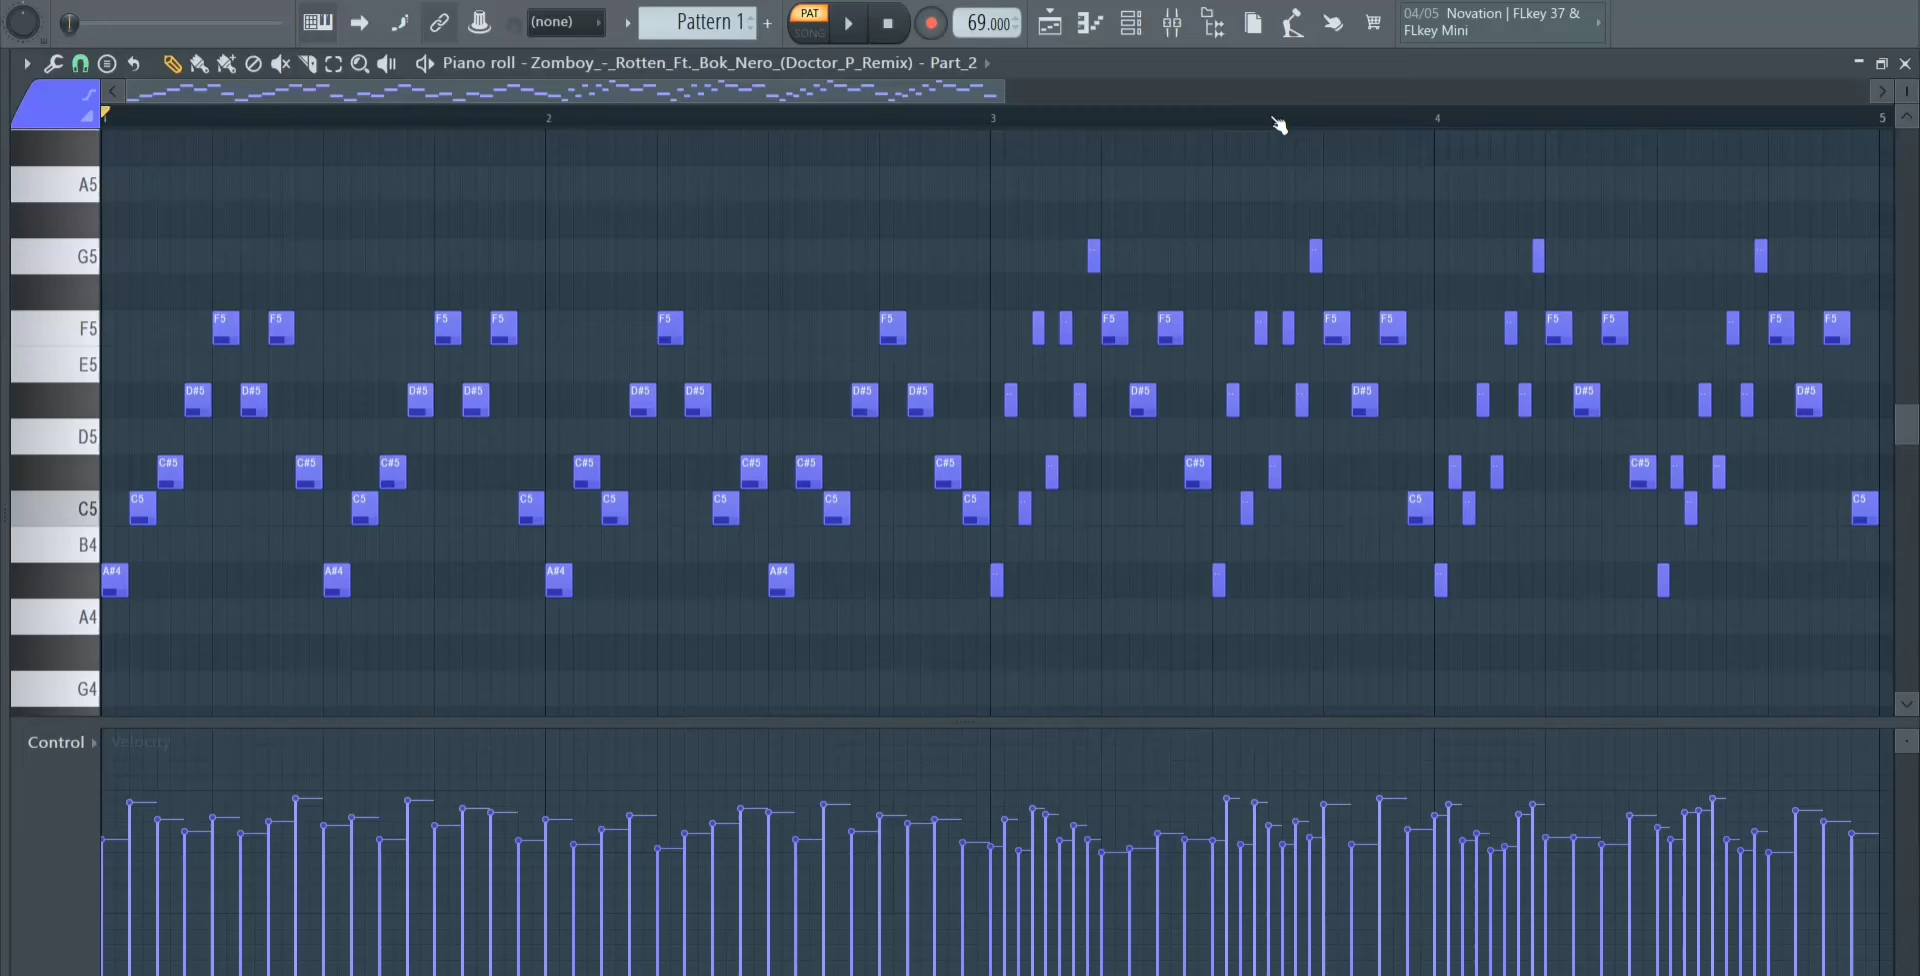 (none)
Pattern 1
+
PAT
SONG
69.000
04/05 Novation | FLkey 37 &
FLkey Mini
Piano roll - Zomboy_-_Rotten_Ft._Bok_Nero_(Doctor_P_Remix) - Part_2
2 3 4 5
A5
G5
F5 F5 F5 F5 F5 F5 F5 F5 F5 F5 F5 F5 F5 F5 F5
E5
D#5 D#5 D#5 D#5 D#5 D#5 D#5 D#5 D#5 D#5 D#5 D#5
D5
C#5 C#5 C#5 C#5 C#5 C#5 C#5 C#5 C#5
C5 C5 C5 C5 C5 C5 C5 C5 C5 C5 C5
B4
A#4 A#4 A#4 A#4
A4
G4
Control Velocity